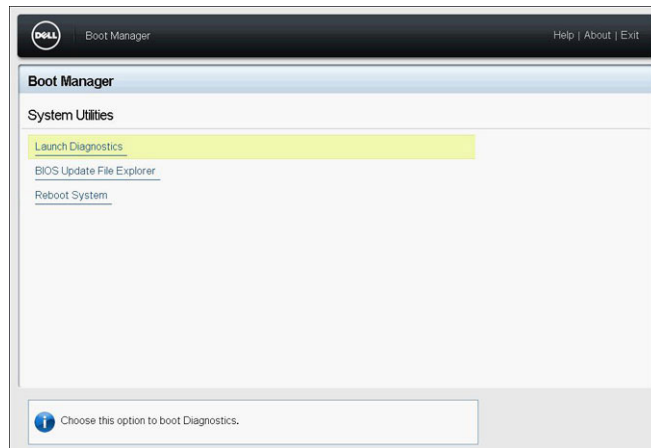 DELL Boot Manager Help | About | Exit
Boot Manager
System Utilities
Launch Diagnostics
BIOS Update File Explorer
Reboot System
Choose this option to boot Diagnostics.